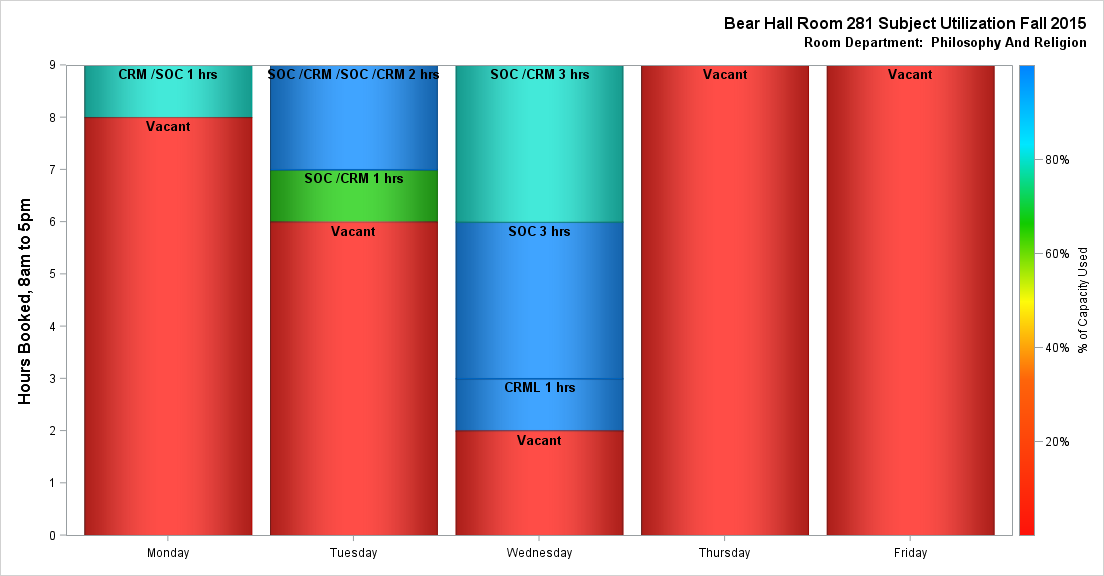 Bear Hall Room 281 Subject Utilization Fall 2015
Room Department:  Philosophy And Religion
Hours Booked, 8am to 5pm
9
8
7
6
5
4
3
2
1
0
CRM /SOC 1 hrs
Vacant
SOC /CRM /SOC /CRM 2 hrs
SOC /CRM 1 hrs
Vacant
SOC /CRM 3 hrs
SOC 3 hrs
CRML 1 hrs
Vacant
Vacant
Vacant
Monday
Tuesday
Wednesday
Thursday
Friday
80%
60%
40%
20%
% of Capacity Used